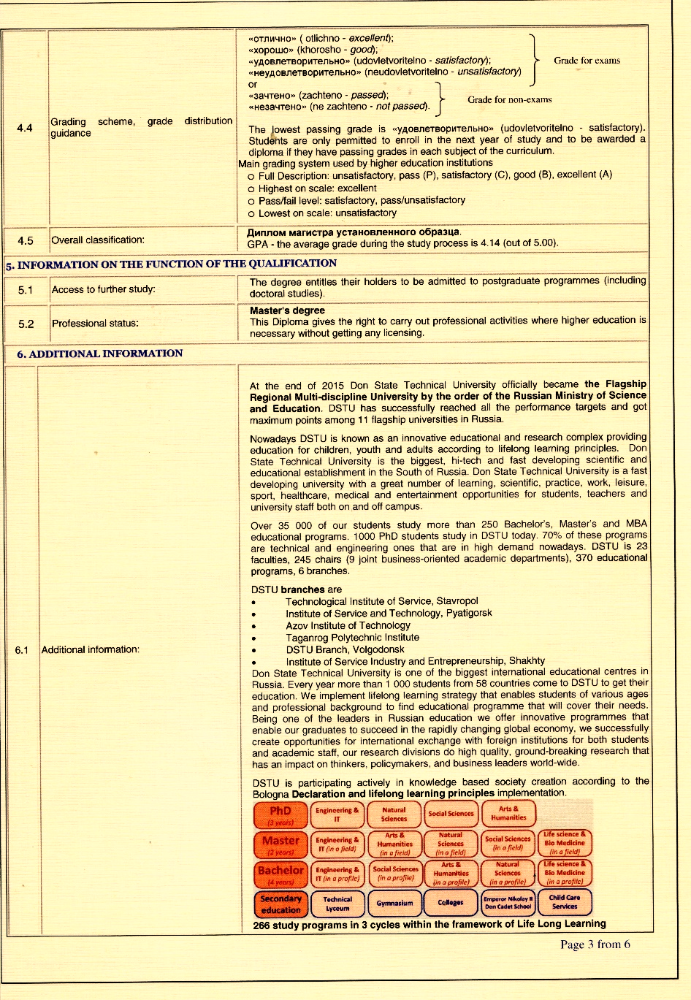 «отлично» ( otlichno - excellent);
«хорошо» (khorosho - good);
«удовлетворительно» (udovletvoritelno - satisfactory);
«неудовлетворительно» (neudovletvoritelno - unsatisfactory)
Grade for exams
or
«зачтено» (zachteno - passed);
«незачтено» (ne zachteno - not passed).
Grade for non-exams
4.4
Grading scheme, grade distribution
guidance
The lowest passing grade is «удовлетворительно» (udovletvoritelno - satisfactory).
Students are only permitted to enroll in the next year of study and to be awarded a
diploma if they have passing grades in each subject of the curriculum.
Main grading system used by higher education institutions
o Full Description: unsatisfactory, pass (P), satisfactory (C), good (B), excellent (A)
o Highest on scale: excellent
o Pass/fail level: satisfactory, pass/unsatisfactory
o Lowest on scale: unsatisfactory
4.5
Overall classification:
Диплом магистра установленного образца.
GPA - the average grade during the study process is 4.14 (out of 5.00).
5. INFORMATION ON THE FUNCTION OF THE QUALIFICATION
5.1
Access to further study:
The degree entitles their holders to be admitted to postgraduate programmes (including
doctoral studies).
5.2
Professional status:
Master's degree
This Diploma gives the right to carry out professional activities where higher education is
necessary without getting any licensing.
6. ADDITIONAL INFORMATION
6.1
Additional information:
At the end of 2015 Don State Technical University officially became the Flagship
Regional Multi-discipline University by the order of the Russian Ministry of Science
and Education. DSTU has successfully reached all the performance targets and got
maximum points among 11 flagship universities in Russia.
Nowadays DSTU is known as an innovative educational and research complex providing
education for children, youth and adults according to lifelong learning principles. Don
State Technical University is the biggest, hi-tech and fast developing scientific and
educational establishment in the South of Russia. Don State Technical University is a fast
developing university with a great number of learning, scientific, practice, work, leisure,
sport, healthcare, medical and entertainment opportunities for students, teachers and
university staff both on and off campus.
Over 35 000 of our students study more than 250 Bachelor's, Master's and MBA
educational programs. 1000 PhD students study in DSTU today. 70% of these programs
are technical and engineering ones that are in high demand nowadays. DSTU is 23
faculties, 245 chairs (9 joint business-oriented academic departments), 370 educational
programs, 6 branches.
DSTU branches are
• Technological Institute of Service, Stavropol
• Institute of Service and Technology, Pyatigorsk
• Azov Institute of Technology
• Taganrog Polytechnic Institute
• DSTU Branch, Volgodonsk
• Institute of Service Industry and Entrepreneurship, Shakhty
Don State Technical University is one of the biggest international educational centres in
Russia. Every year more than 1 000 students from 58 countries come to DSTU to get their
education. We implement lifelong learning strategy that enables students of various ages
and professional background to find educational programme that will cover their needs.
Being one of the leaders in Russian education we offer innovative programmes that
enable our graduates to succeed in the rapidly changing global economy, we successfully
create opportunities for international exchange with foreign institutions for both students
and academic staff, our research divisions do high quality, ground-breaking research that
has an impact on thinkers, policymakers, and business leaders world-wide.
DSTU is participating actively in knowledge based society creation according to the
Bologna Declaration and lifelong learning principles implementation.
PhD
(3 years)
Engineering &
IT
Natural
Sciences
Social Sciences
Arts &
Humanities
Master
(2 years)
Engineering &
IT (in a field)
Arts &
Humanities
(in a field)
Natural
Sciences
(in a field)
Social Sciences
(in a field)
Life science &
Bio Medicine
(in a field)
Bachelor
(4 years)
Engineering &
IT (in a profile)
Social Sciences
(in a profile)
Arts &
Humanities
(in a profile)
Natural
Sciences
(in a profile)
Life science &
Bio Medicine
(in a profile)
Secondary
education
Technical
Lyceum
Gymnasium
Colleges
Emperor Nikolay II
Don Cadet School
Child Care
Services
266 study programs in 3 cycles within the framework of Life Long Learning
Page 3 from 6